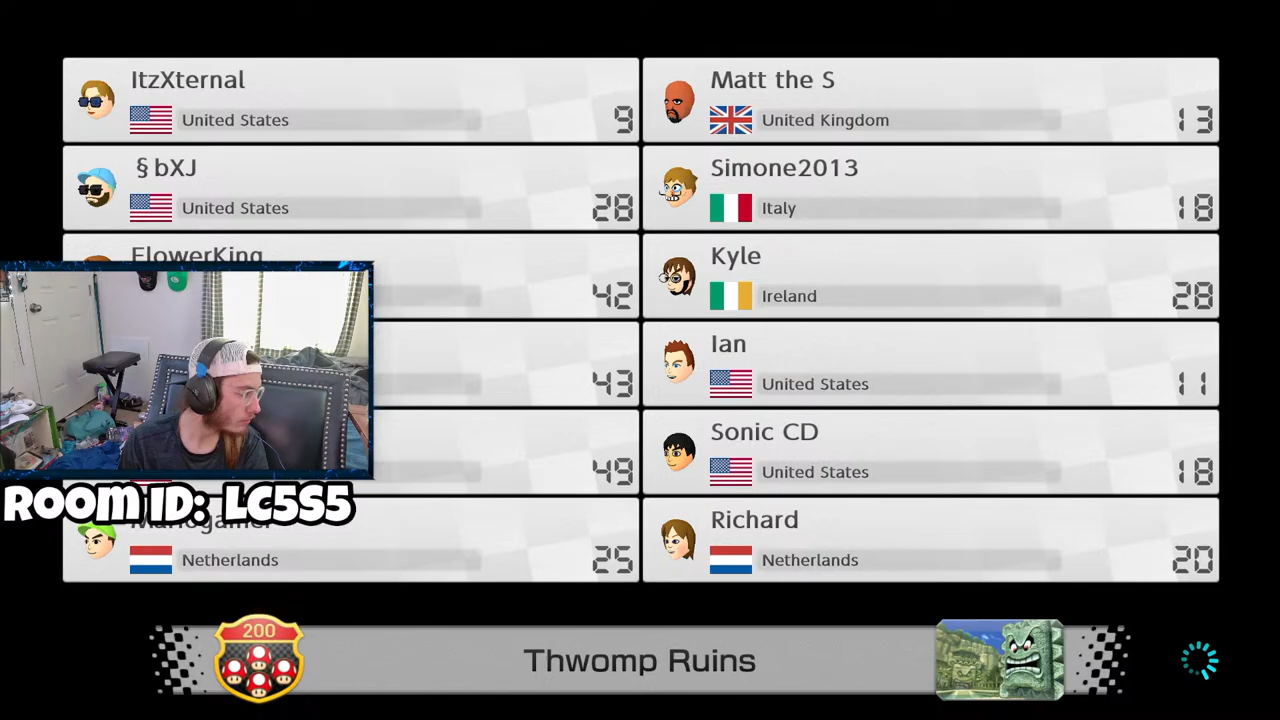 ItzXternal
United States 9
§bXJ
United States 28
FlowerKing
42
43
49
Netherlands 25
Matt the S
United Kingdom 13
Simone2013
Italy 18
Kyle
Ireland 28
Ian
United States 11
Sonic CD
United States 18
Richard
Netherlands 20
ROOM ID: LC5S5
200
Thwomp Ruins